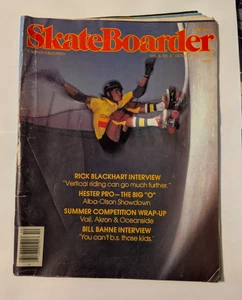 SkateBoarder
RICK BLACKHART INTERVIEW
"Vertical riding can go much further."
HESTER PRO—THE BIG "O"
Alba-Olson Showdown
SUMMER COMPETITION WRAP-UP
Vail, Akron & Oceanside
BILL BAHNE INTERVIEW
"You can't b.s. those kids."